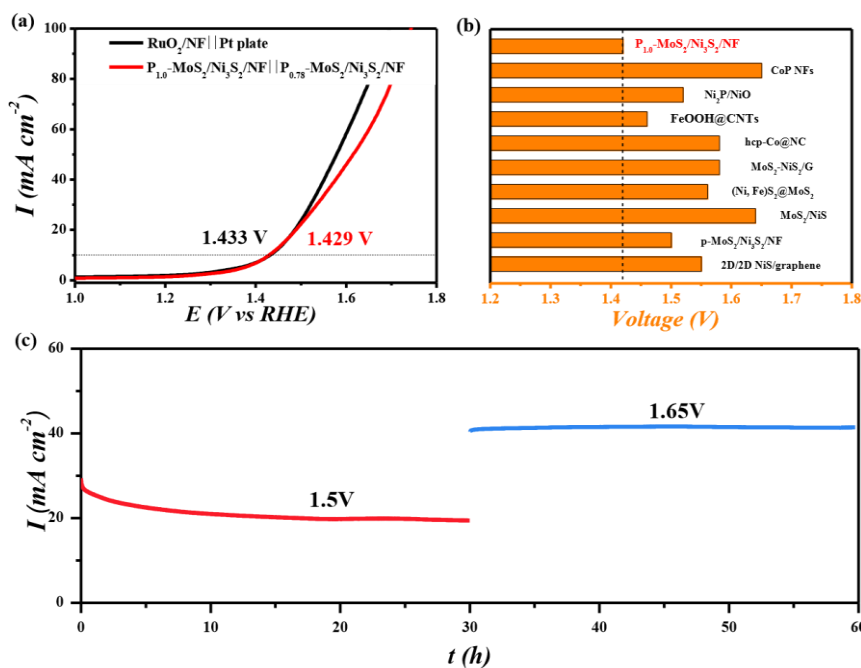 (a)
I (mA cm⁻²)
100
80
60
40
20
0
RuO₂/NF||Pt plate
P₁.₀-MoS₂/Ni₃S₂/NF||P₀.₇₈-MoS₂/Ni₃S₂/NF
1.433 V
1.429 V
1.0
1.2
1.4
1.6
1.8
E (V vs RHE)
(b)
P₁.₀-MoS₂/Ni₃S₂/NF
CoP NFs
Ni₂P/NiO
FeOOH@CNTs
hcp-Co@NC
MoS₂-NiS₂/G
(Ni, Fe)S₂@MoS₂
MoS₂/NiS
p-MoS₂/Ni₃S₂/NF
2D/2D NiS/graphene
1.2
1.3
1.4
1.5
1.6
1.7
1.8
Voltage (V)
(c)
I (mA cm⁻²)
60
40
20
0
1.5V
1.65V
0
10
20
30
40
50
60
t (h)